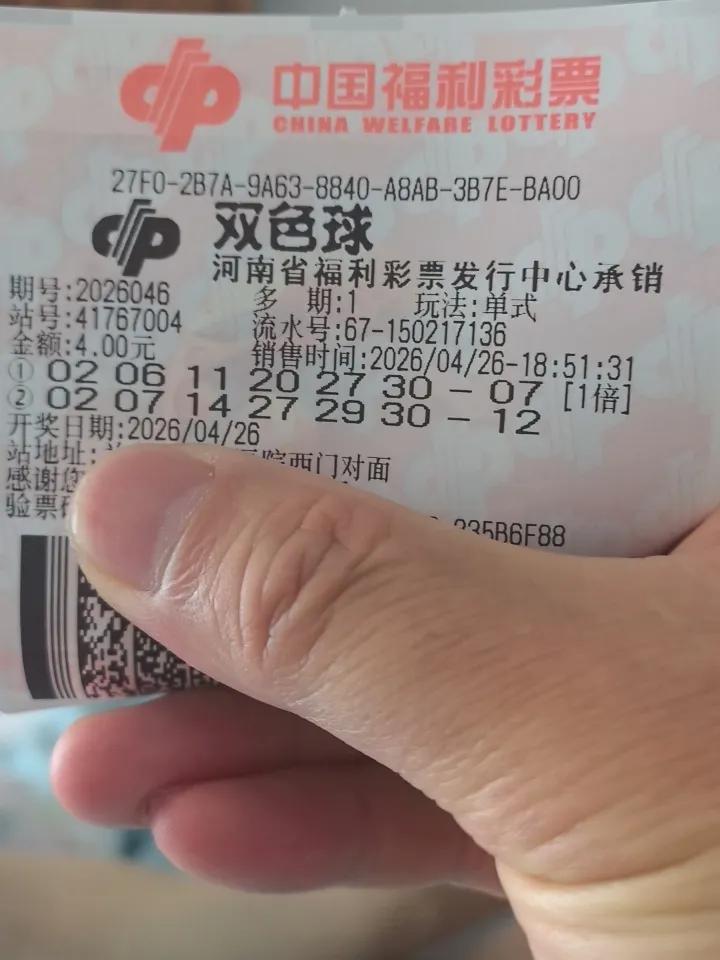 中国福利彩票
CHINA WELFARE LOTTERY
27F0-2B7A-9A63-8840-A8AB-3B7E-BA00
双色球
河南省福利彩票发行中心承销
期号:2026046 多 期:1 玩法:单式
站号:41767004 流水号:67-150217136
金额:4.00元 销售时间:2026/04/26-18:51:31
① 02 06 11 20 27 30 - 07 [1倍]
② 02 07 14 27 29 30 - 12
开奖日期:2026/04/26
站地址: 院西门对面
感谢您
验票码 235B6F88